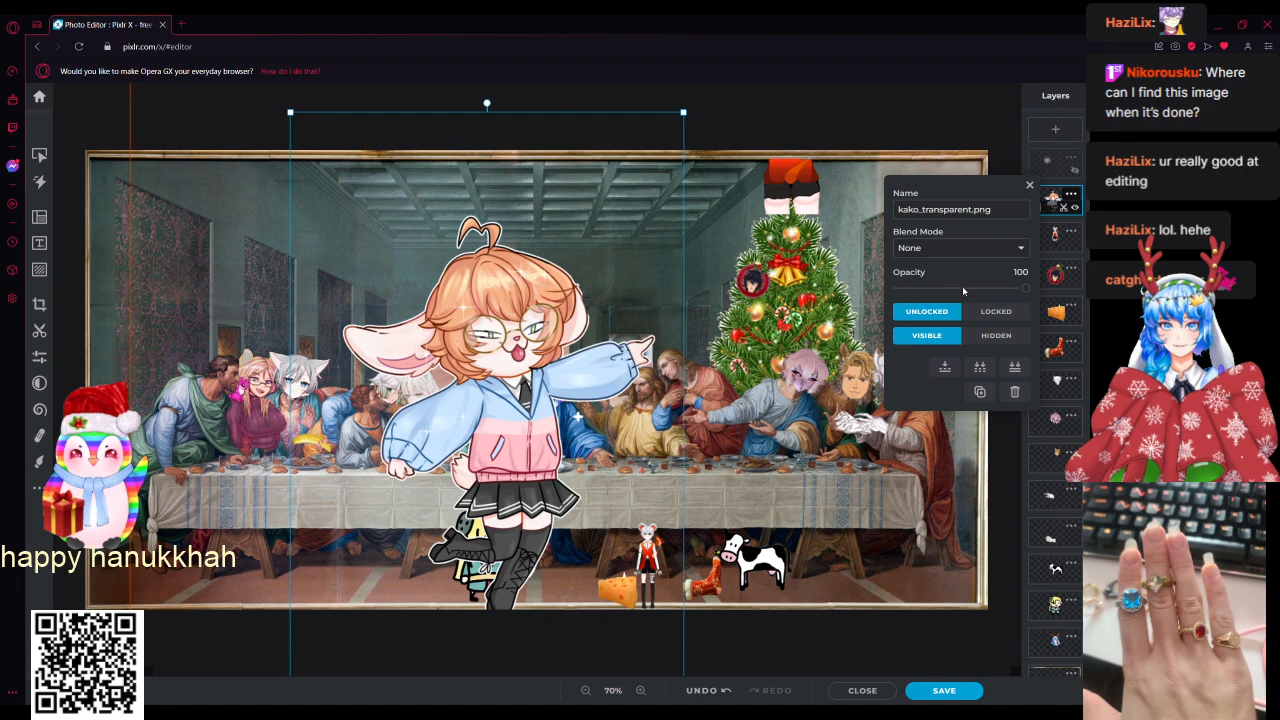 Photo Editor : Pixlr X - free
pixlr.com/x/#editor
Would you like to make Opera GX your everyday browser? How do I do that?
Layers
Name
kako_transparent.png
Blend Mode
None
Opacity 100
UNLOCKED LOCKED
VISIBLE HIDDEN
70% UNDO REDO CLOSE SAVE
happy hanukkhah
HaziLix:
Nikorousku: Where
can I find this image
when it's done?
HaziLix: ur really good at
editing
HaziLix: lol. hehe